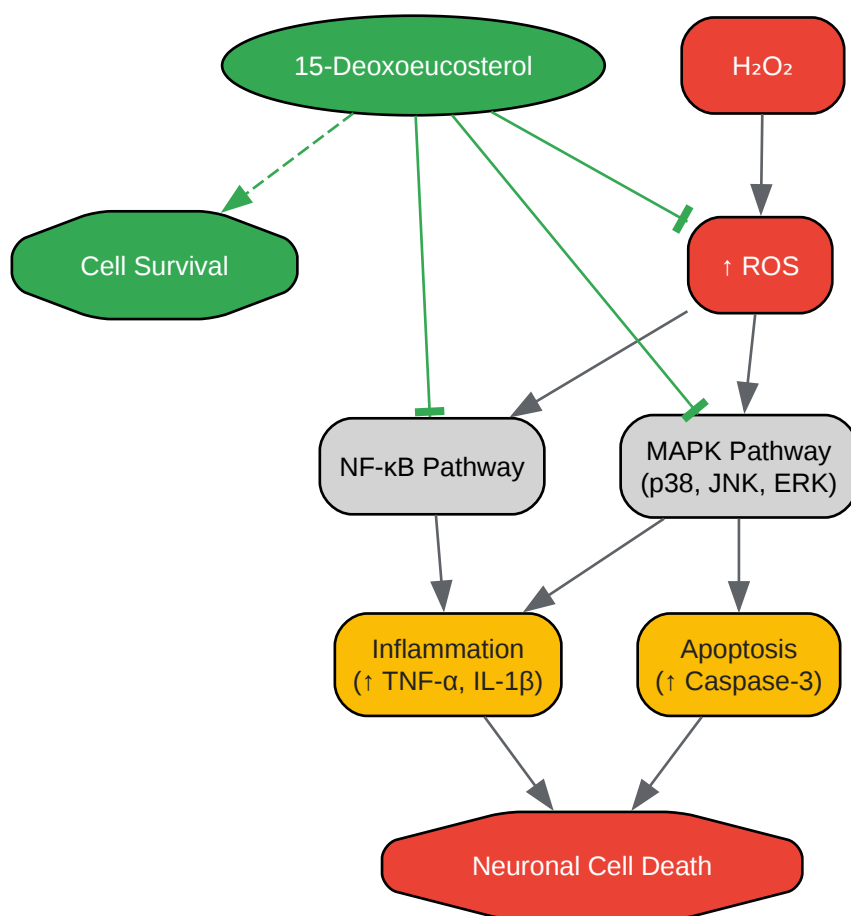 15-Deoxoeucosterol
H₂O₂
Cell Survival
↑ ROS
NF-κB Pathway
MAPK Pathway
(p38, JNK, ERK)
Inflammation
(↑ TNF-α, IL-1β)
Apoptosis
(↑ Caspase-3)
Neuronal Cell Death